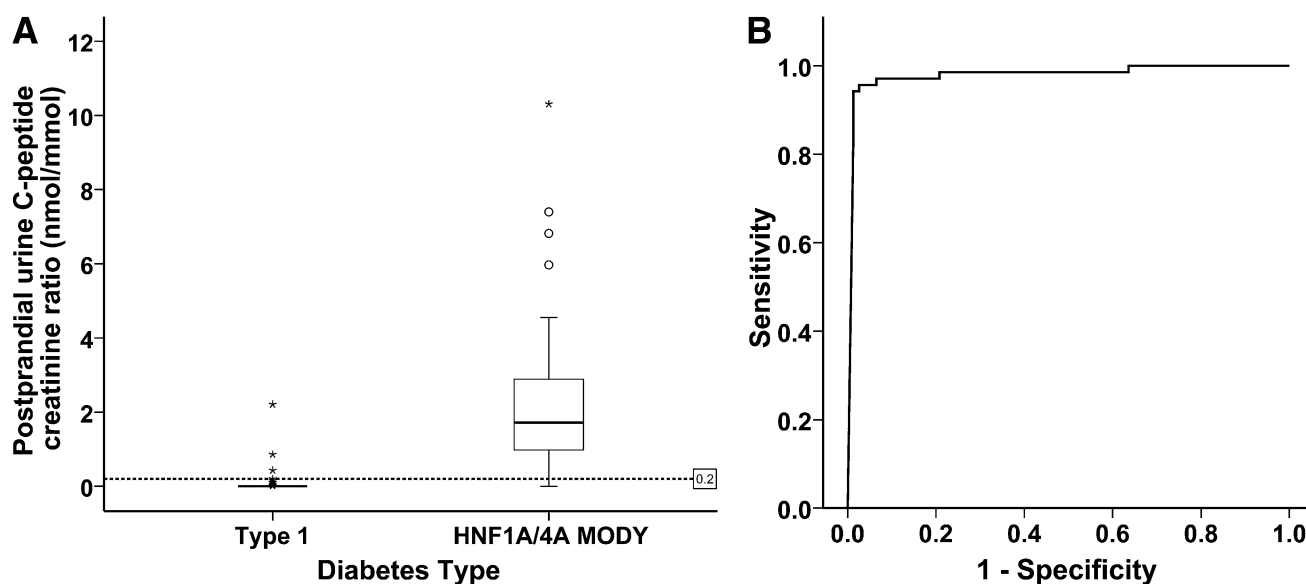 A
Postprandial urine C-peptide
creatinine ratio (nmol/mmol)
12
10
8
6
4
2
0
0.2
Type 1
HNF1A/4A MODY
Diabetes Type
B
Sensitivity
1.0
0.8
0.6
0.4
0.2
0.0
0.0 0.2 0.4 0.6 0.8 1.0
1 - Specificity